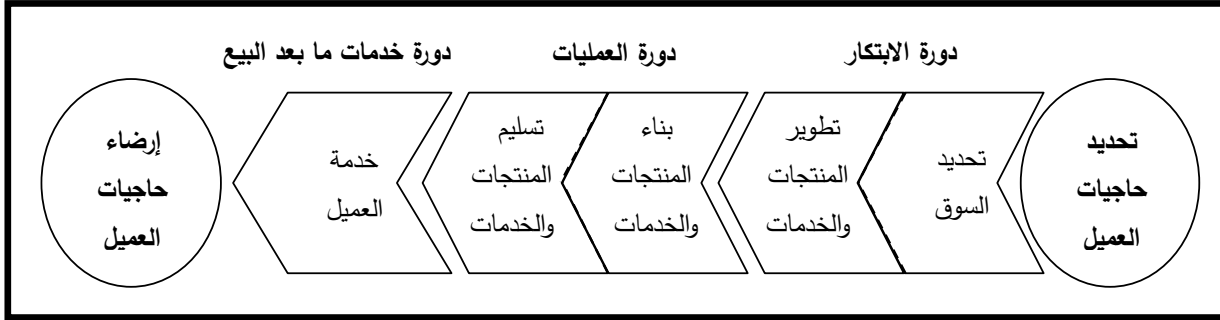 دورة الابتكار
دورة العمليات
دورة خدمات ما بعد البيع
تحديد
حاجيات
العميل
تحديد
السوق
تطوير
المنتجات
والخدمات
بناء
المنتجات
والخدمات
تسليم
المنتجات
والخدمات
خدمة
العميل
إرضاء
حاجيات
العميل